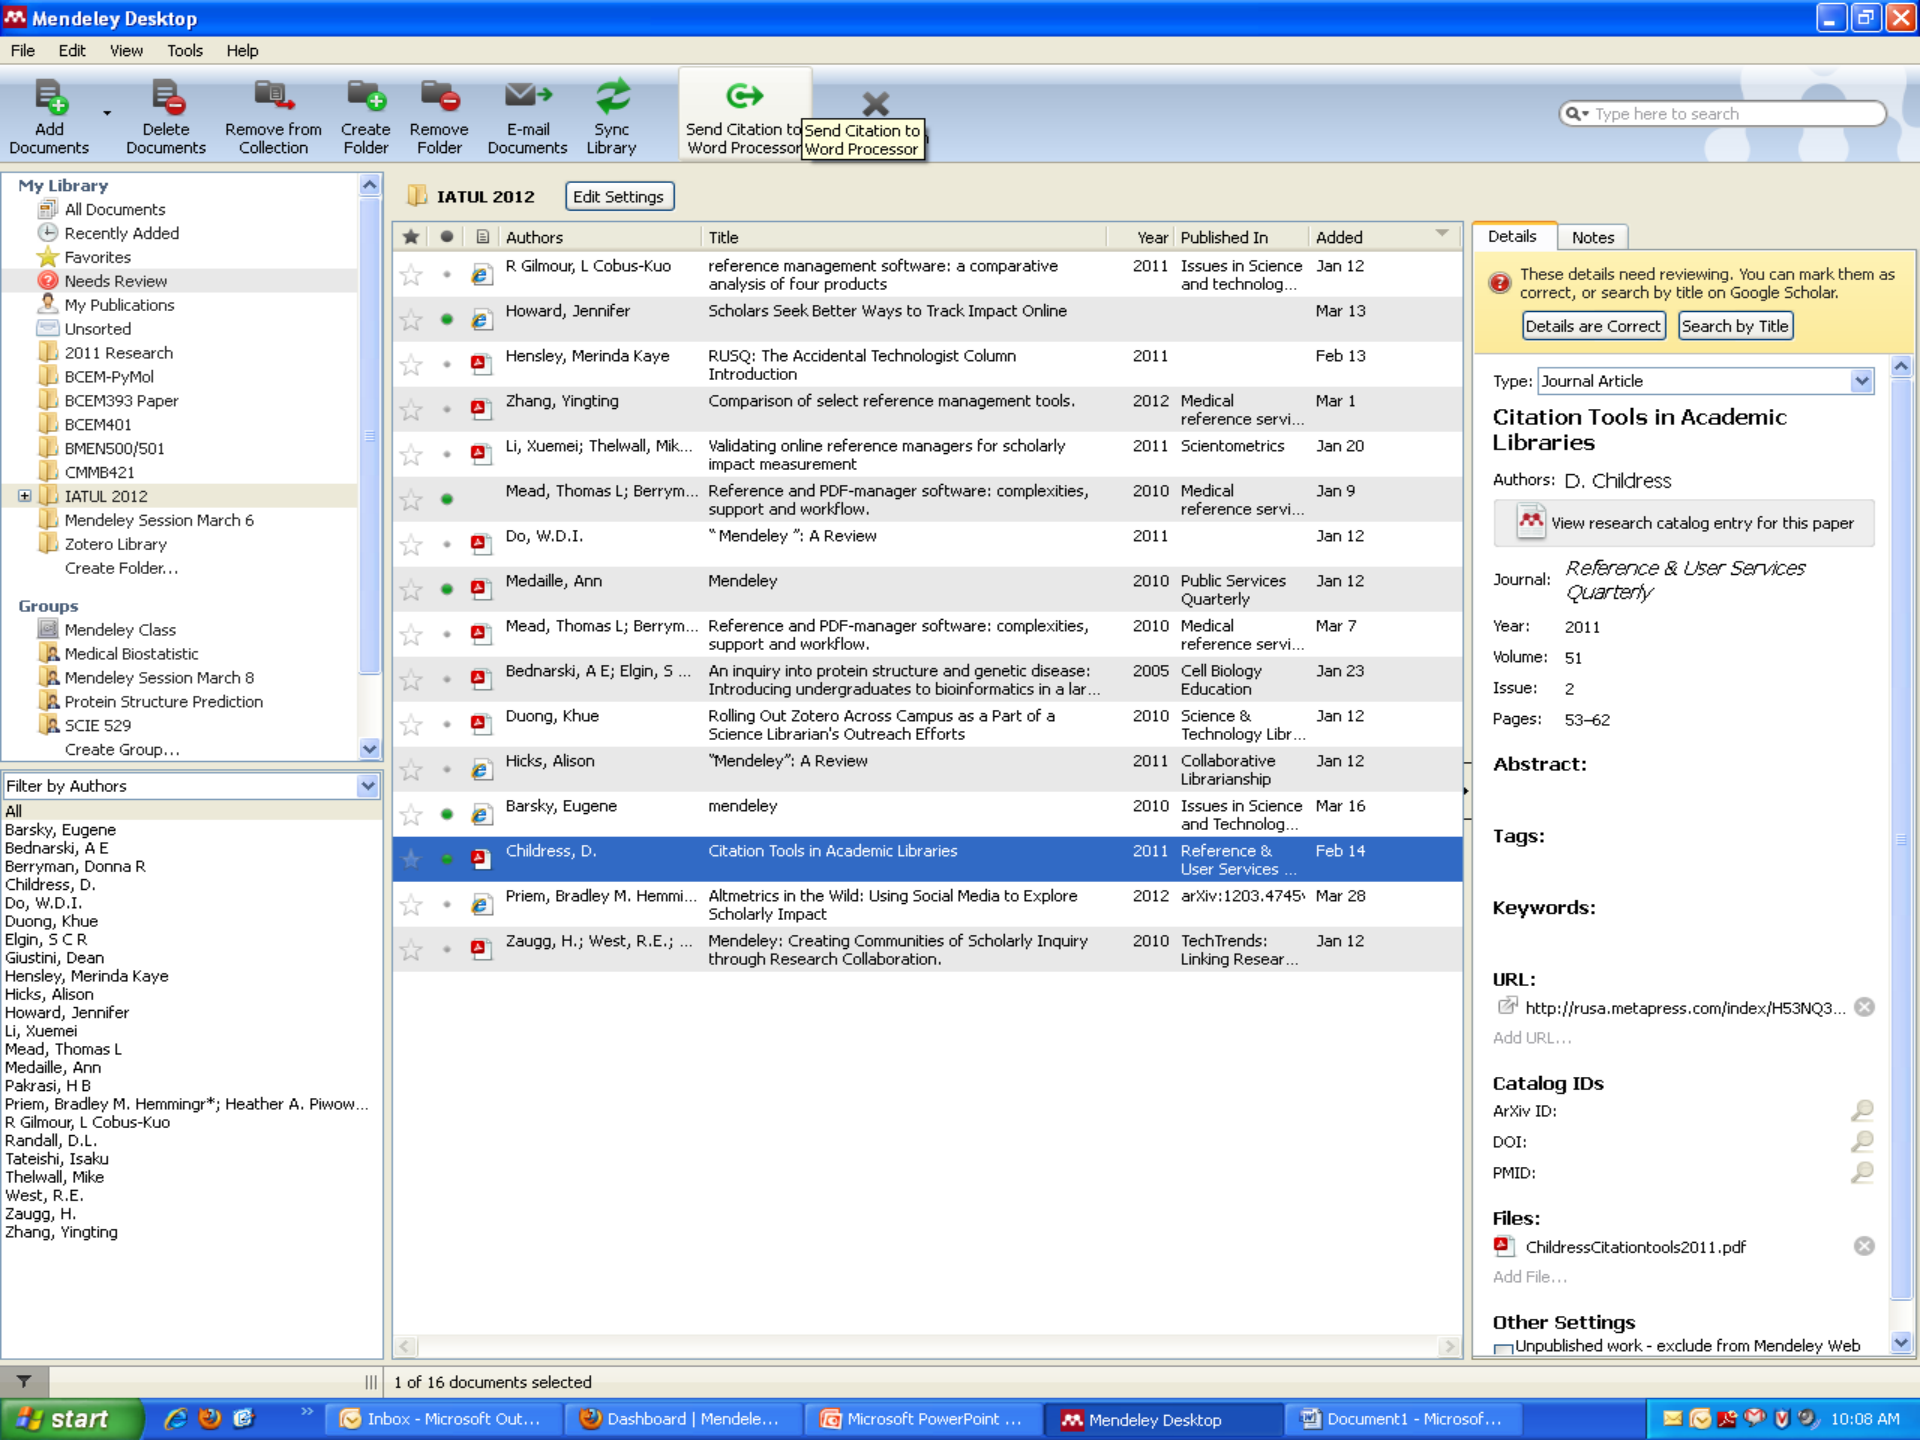 Mendeley Desktop
File Edit View Tools Help
Add Documents
Delete Documents
Remove from Collection
Create Folder
Remove Folder
E-mail Documents
Sync Library
Send Citation to Word Processor
Send Citation to Word Processor
Type here to search
My Library
All Documents
Recently Added
Favorites
Needs Review
My Publications
Unsorted
2011 Research
BCEM-PyMol
BCEM393 Paper
BCEM401
BMEN500/501
CMMB421
IATUL 2012
Mendeley Session March 6
Zotero Library
Create Folder...
Groups
Mendeley Class
Medical Biostatistic
Mendeley Session March 8
Protein Structure Prediction
SCIE 529
Create Group...
Filter by Authors
All
Barsky, Eugene
Bednarski, A E
Berryman, Donna R
Childress, D.
Do, W.D.I.
Duong, Khue
Elgin, S C R
Giustini, Dean
Hensley, Merinda Kaye
Hicks, Alison
Howard, Jennifer
Li, Xuemei
Mead, Thomas L
Medaille, Ann
Pakrasi, H B
Priem, Bradley M. Hemmingr*; Heather A. Piwow...
R Gilmour, L Cobus-Kuo
Randall, D.L.
Tateishi, Isaku
Thelwall, Mike
West, R.E.
Zaugg, H.
Zhang, Yingting
IATUL 2012 Edit Settings
Authors Title Year Published In Added
R Gilmour, L Cobus-Kuo reference management software: a comparative 2011 Issues in Science Jan 12
analysis of four products and technolog...
Howard, Jennifer Scholars Seek Better Ways to Track Impact Online Mar 13
Hensley, Merinda Kaye RUSQ: The Accidental Technologist Column 2011 Feb 13
Introduction
Zhang, Yingting Comparison of select reference management tools. 2012 Medical Mar 1
reference servi...
Li, Xuemei; Thelwall, Mik... Validating online reference managers for scholarly 2011 Scientometrics Jan 20
impact measurement
Mead, Thomas L; Berrym... Reference and PDF-manager software: complexities, 2010 Medical Jan 9
support and workflow. reference servi...
Do, W.D.I. “ Mendeley ”: A Review 2011 Jan 12
Medaille, Ann Mendeley 2010 Public Services Jan 12
Quarterly
Mead, Thomas L; Berrym... Reference and PDF-manager software: complexities, 2010 Medical Mar 7
support and workflow. reference servi...
Bednarski, A E; Elgin, S ... An inquiry into protein structure and genetic disease: 2005 Cell Biology Jan 23
Introducing undergraduates to bioinformatics in a lar... Education
Duong, Khue Rolling Out Zotero Across Campus as a Part of a 2010 Science & Jan 12
Science Librarian's Outreach Efforts Technology Libr...
Hicks, Alison "Mendeley": A Review 2011 Collaborative Jan 12
Librarianship
Barsky, Eugene mendeley 2010 Issues in Science Mar 16
and Technolog...
Childress, D. Citation Tools in Academic Libraries 2011 Reference & Feb 14
User Services ...
Priem, Bradley M. Hemmi... Altmetrics in the Wild: Using Social Media to Explore 2012 arXiv:1203.4745 Mar 28
Scholarly Impact
Zaugg, H.; West, R.E.; ... Mendeley: Creating Communities of Scholarly Inquiry 2010 TechTrends: Jan 12
through Research Collaboration. Linking Resear...
Details Notes
These details need reviewing. You can mark them as
correct, or search by title on Google Scholar.
Details are Correct Search by Title
Type: Journal Article
Citation Tools in Academic
Libraries
Authors: D. Childress
View research catalog entry for this paper
Journal: Reference & User Services
Quarterly
Year: 2011
Volume: 51
Issue: 2
Pages: 53–62
Abstract:
Tags:
Keywords:
URL:
http://rusa.metapress.com/index/H53NQ3...
Add URL...
Catalog IDs
ArXiv ID:
DOI:
PMID:
Files:
ChildressCitationtools2011.pdf
Add File...
Other Settings
Unpublished work - exclude from Mendeley Web
1 of 16 documents selected
start Inbox - Microsoft Out... Dashboard | Mendele... Microsoft PowerPoint ... Mendeley Desktop Document1 - Microsof... 10:08 AM